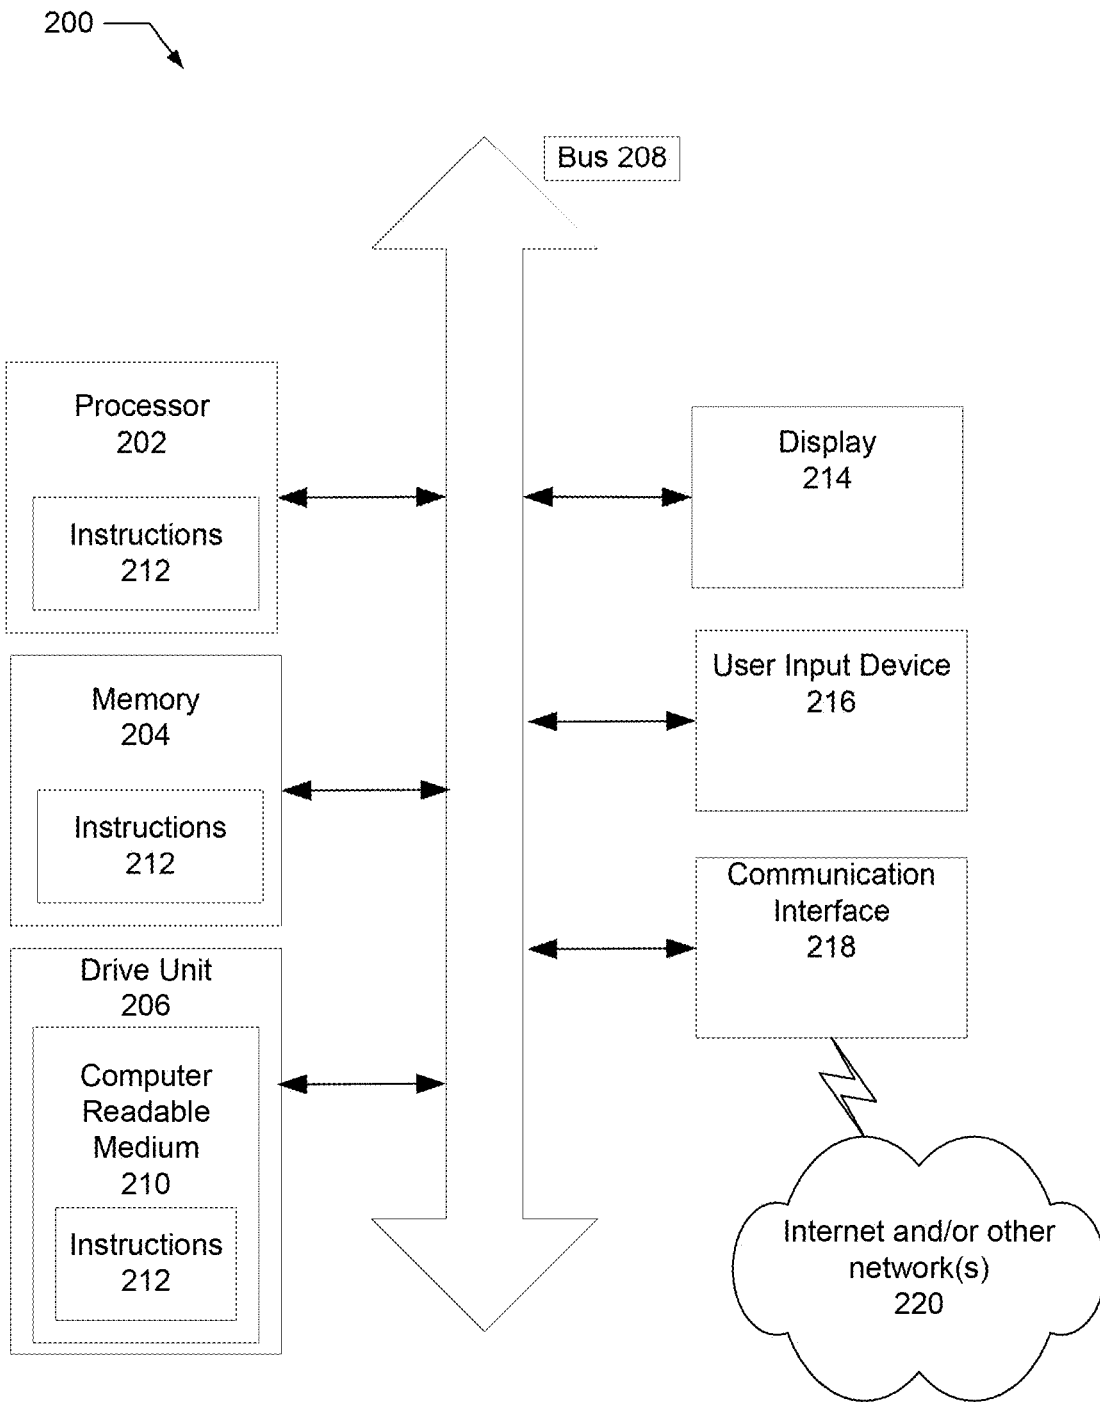 200
Bus 208
Processor
202
Instructions
212
Memory
204
Instructions
212
Drive Unit
206
Computer
Readable
Medium
210
Instructions
212
Display
214
User Input Device
216
Communication
Interface
218
Internet and/or other
network(s)
220